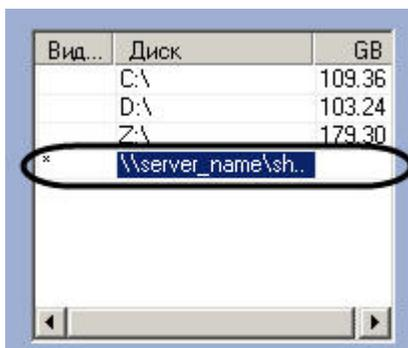 Вид... Диск GB
C:\ 109.36
D:\ 103.24
Z:\ 179.30
* \\server_name\sh..